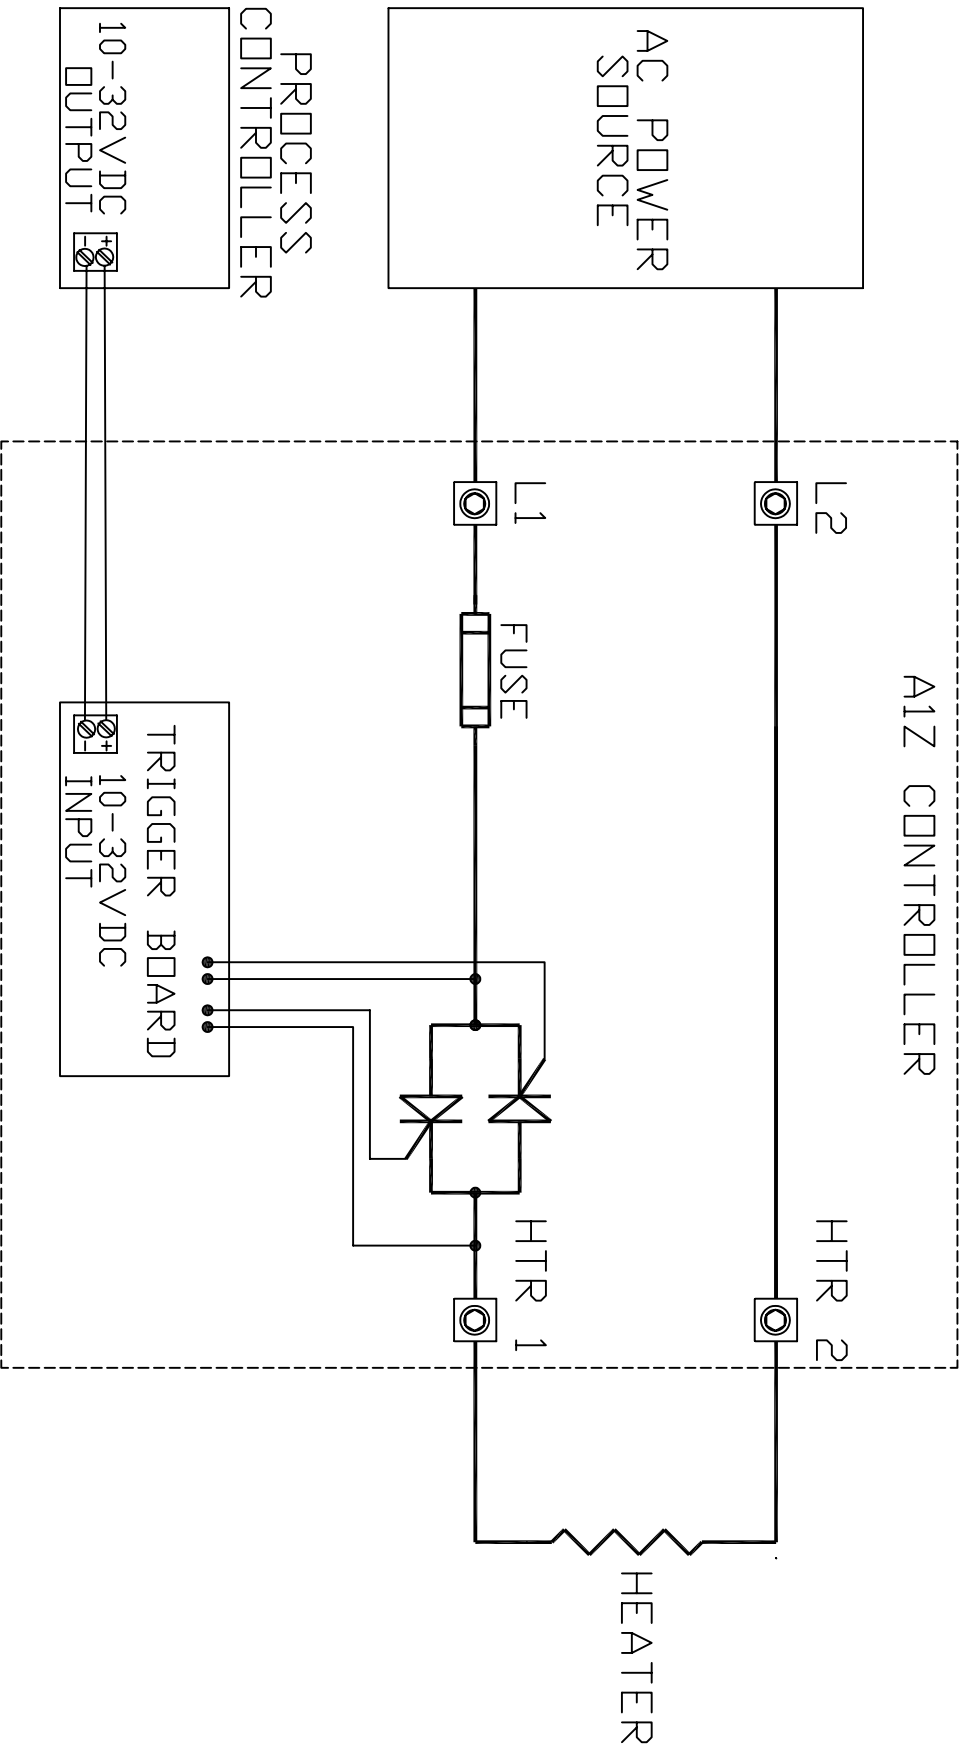 A1Z CONTROLLER
AC POWER
SOURCE
L2
HTR 2
L1
HTR 1
FUSE
HEATER
PROCESS
CONTROLLER
10-32VDC
OUTPUT
+
-
TRIGGER BOARD
+
-
10-32VDC
INPUT